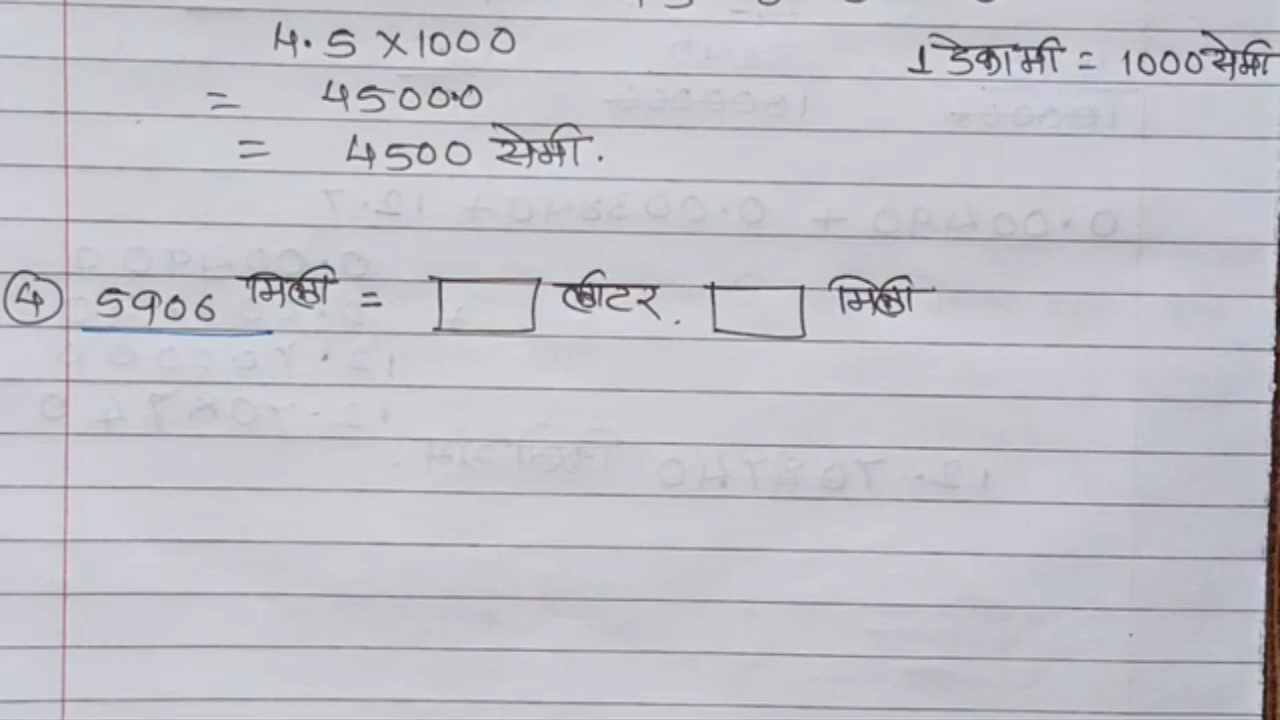 4.5 X 1000
1 डेकामी = 1000 सेमी
= 4500.0
= 4500 सेमी.
④ 5906 मिली = लीटर. मिली